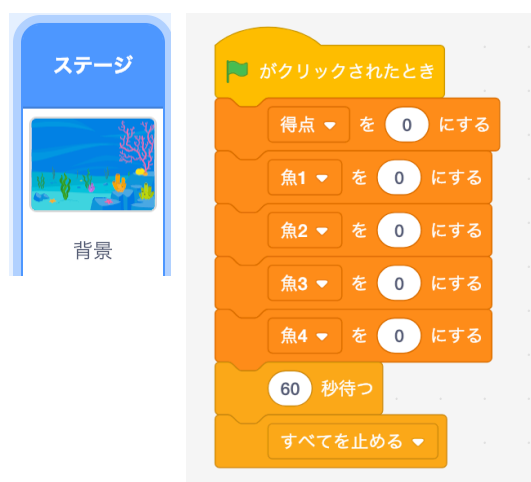 ステージ
背景
がクリックされたとき
得点 を 0 にする
魚1 を 0 にする
魚2 を 0 にする
魚3 を 0 にする
魚4 を 0 にする
60 秒待つ
すべてを止める